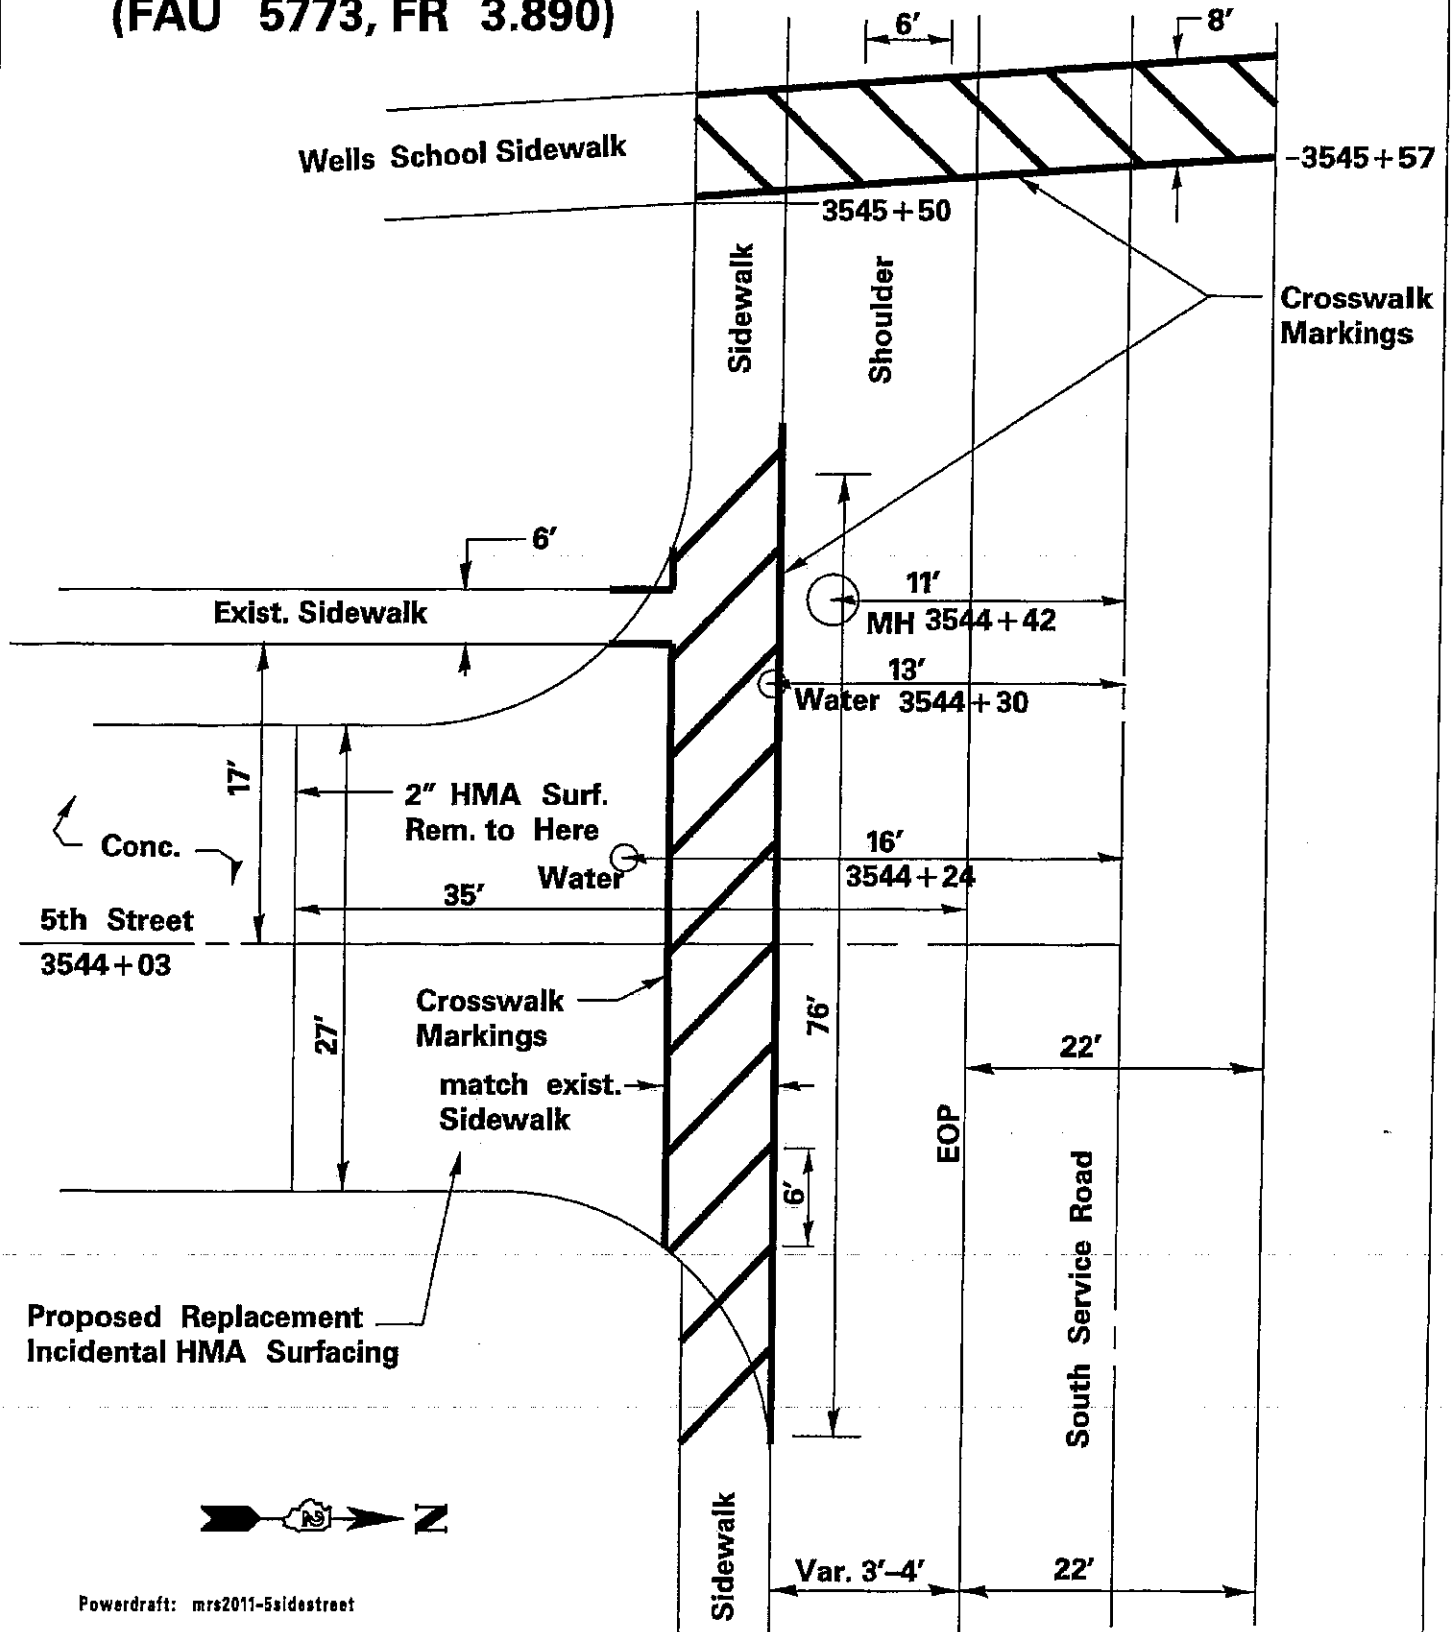 (FAU 5773, FR 3.890)
6'
8'
Wells School Sidewalk
-3545+57
3545+50
Sidewalk
Shoulder
Crosswalk
Markings
6'
Exist. Sidewalk
11'
MH 3544+42
13'
Water 3544+30
17'
2" HMA Surf.
Rem. to Here
Conc.
Water
16'
3544+24
35'
5th Street
3544+03
27'
Crosswalk
Markings
76'
22'
match exist.
Sidewalk
EOP
6'
South Service Road
Proposed Replacement
Incidental HMA Surfacing
N
Sidewalk
Var. 3'-4'
22'
Powerdraft: mrs2011-5sidestreet